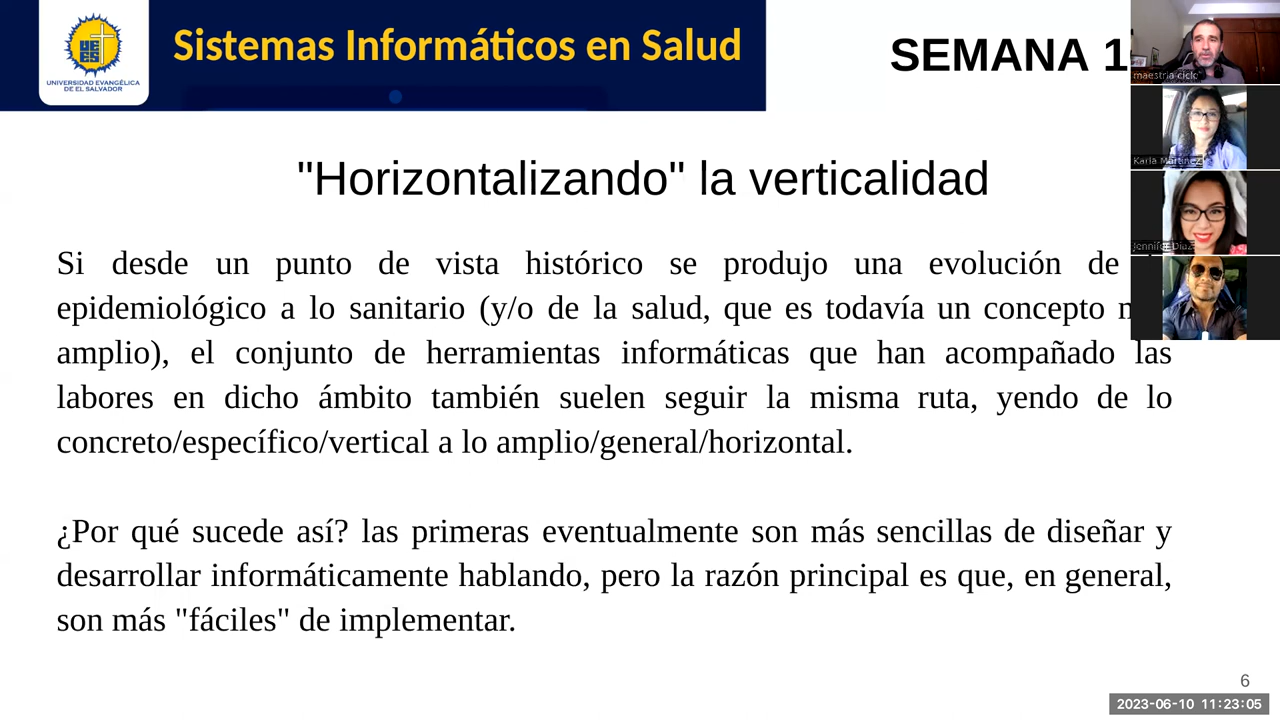 Sistemas Informáticos en Salud
UNIVERSIDAD EVANGÉLICA
DE EL SALVADOR
SEMANA 1
maestria ciclo
Karla Martinez
Jennifer Diaz
"Horizontalizando" la verticalidad
Si desde un punto de vista histórico se produjo una evolución de
epidemiológico a lo sanitario (y/o de la salud, que es todavía un concepto
amplio), el conjunto de herramientas informáticas que han acompañado las
labores en dicho ámbito también suelen seguir la misma ruta, yendo de lo
concreto/específico/vertical a lo amplio/general/horizontal.
¿Por qué sucede así? las primeras eventualmente son más sencillas de diseñar y
desarrollar informáticamente hablando, pero la razón principal es que, en general,
son más "fáciles" de implementar.
6
2023-06-10 11:23:05